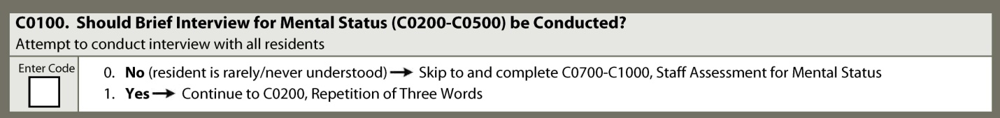 C0100. Should Brief Interview for Mental Status (C0200-C0500) be Conducted?
Attempt to conduct interview with all residents
Enter Code
0. No (resident is rarely/never understood) → Skip to and complete C0700-C1000, Staff Assessment for Mental Status
1. Yes → Continue to C0200, Repetition of Three Words